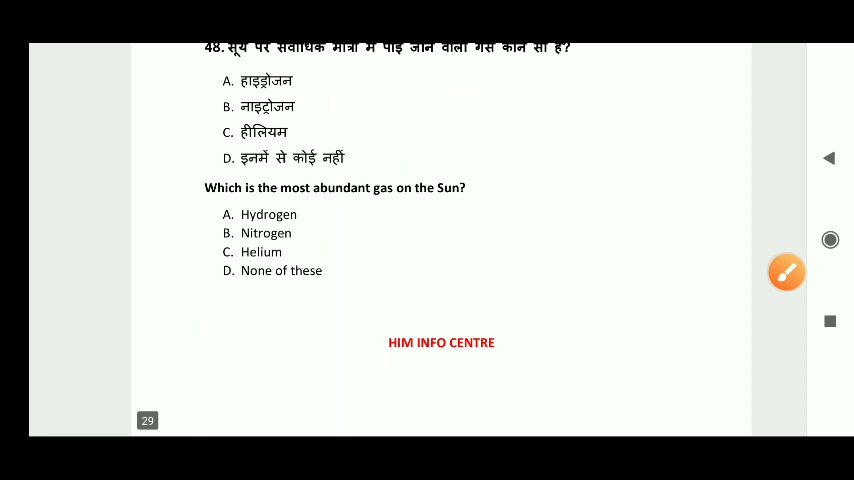 48. सूर्य पर सर्वाधिक मात्रा में पाई जाने वाली गैस कौन सी है?
A. हाइड्रोजन
B. नाइट्रोजन
C. हीलियम
D. इनमें से कोई नहीं
Which is the most abundant gas on the Sun?
A. Hydrogen
B. Nitrogen
C. Helium
D. None of these
HIM INFO CENTRE
29